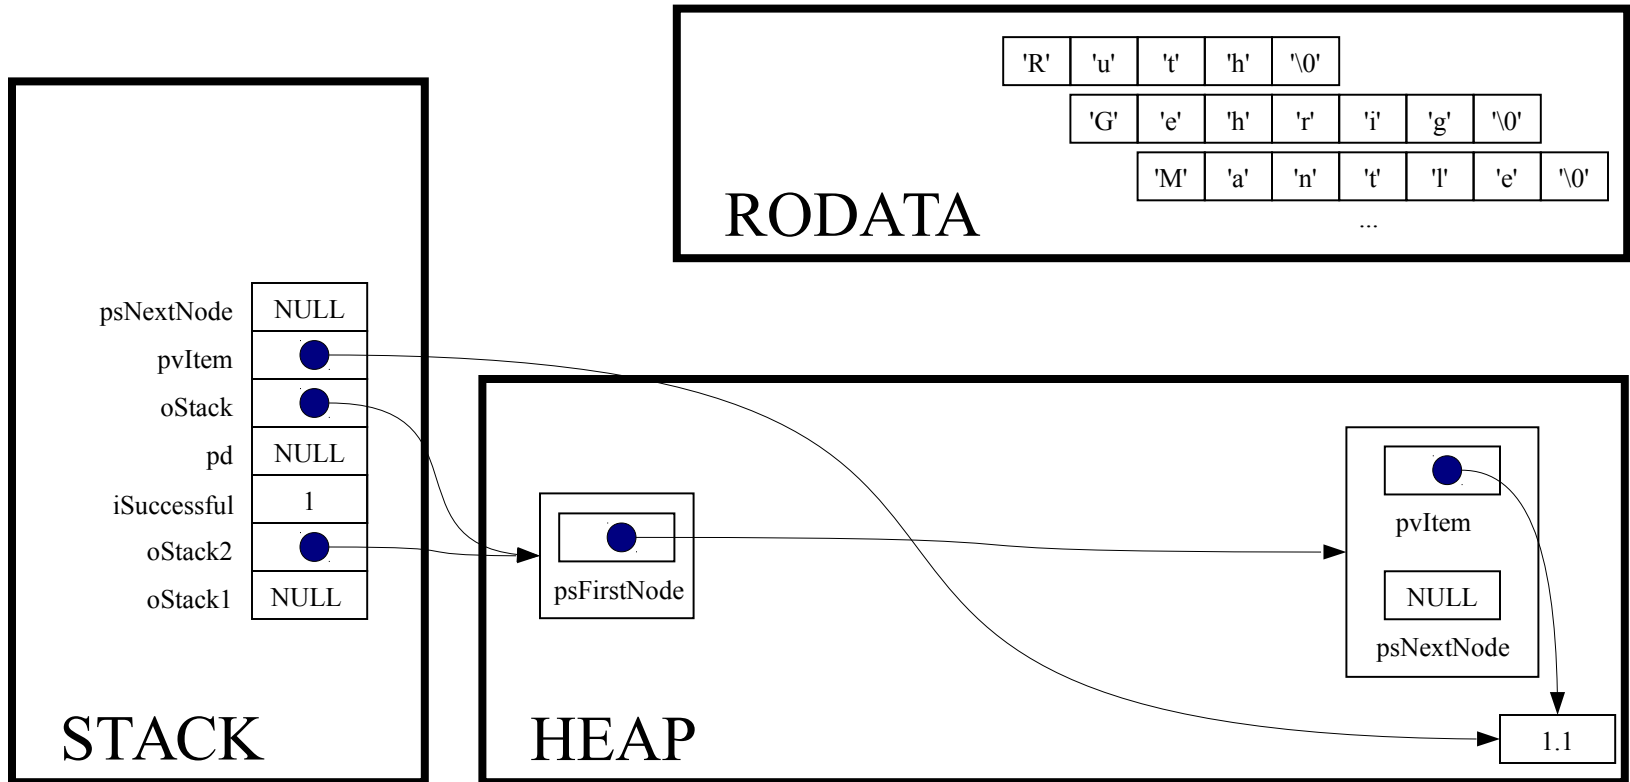 'R' 'u' 't' 'h' '\0'
'G' 'e' 'h' 'r' 'i' 'g' '\0'
'M' 'a' 'n' 't' 'l' 'e' '\0'
...
RODATA
psNextNode NULL
pvItem
oStack
pd NULL
iSuccessful 1
oStack2
oStack1 NULL
STACK
psFirstNode
pvItem
NULL
psNextNode
1.1
HEAP